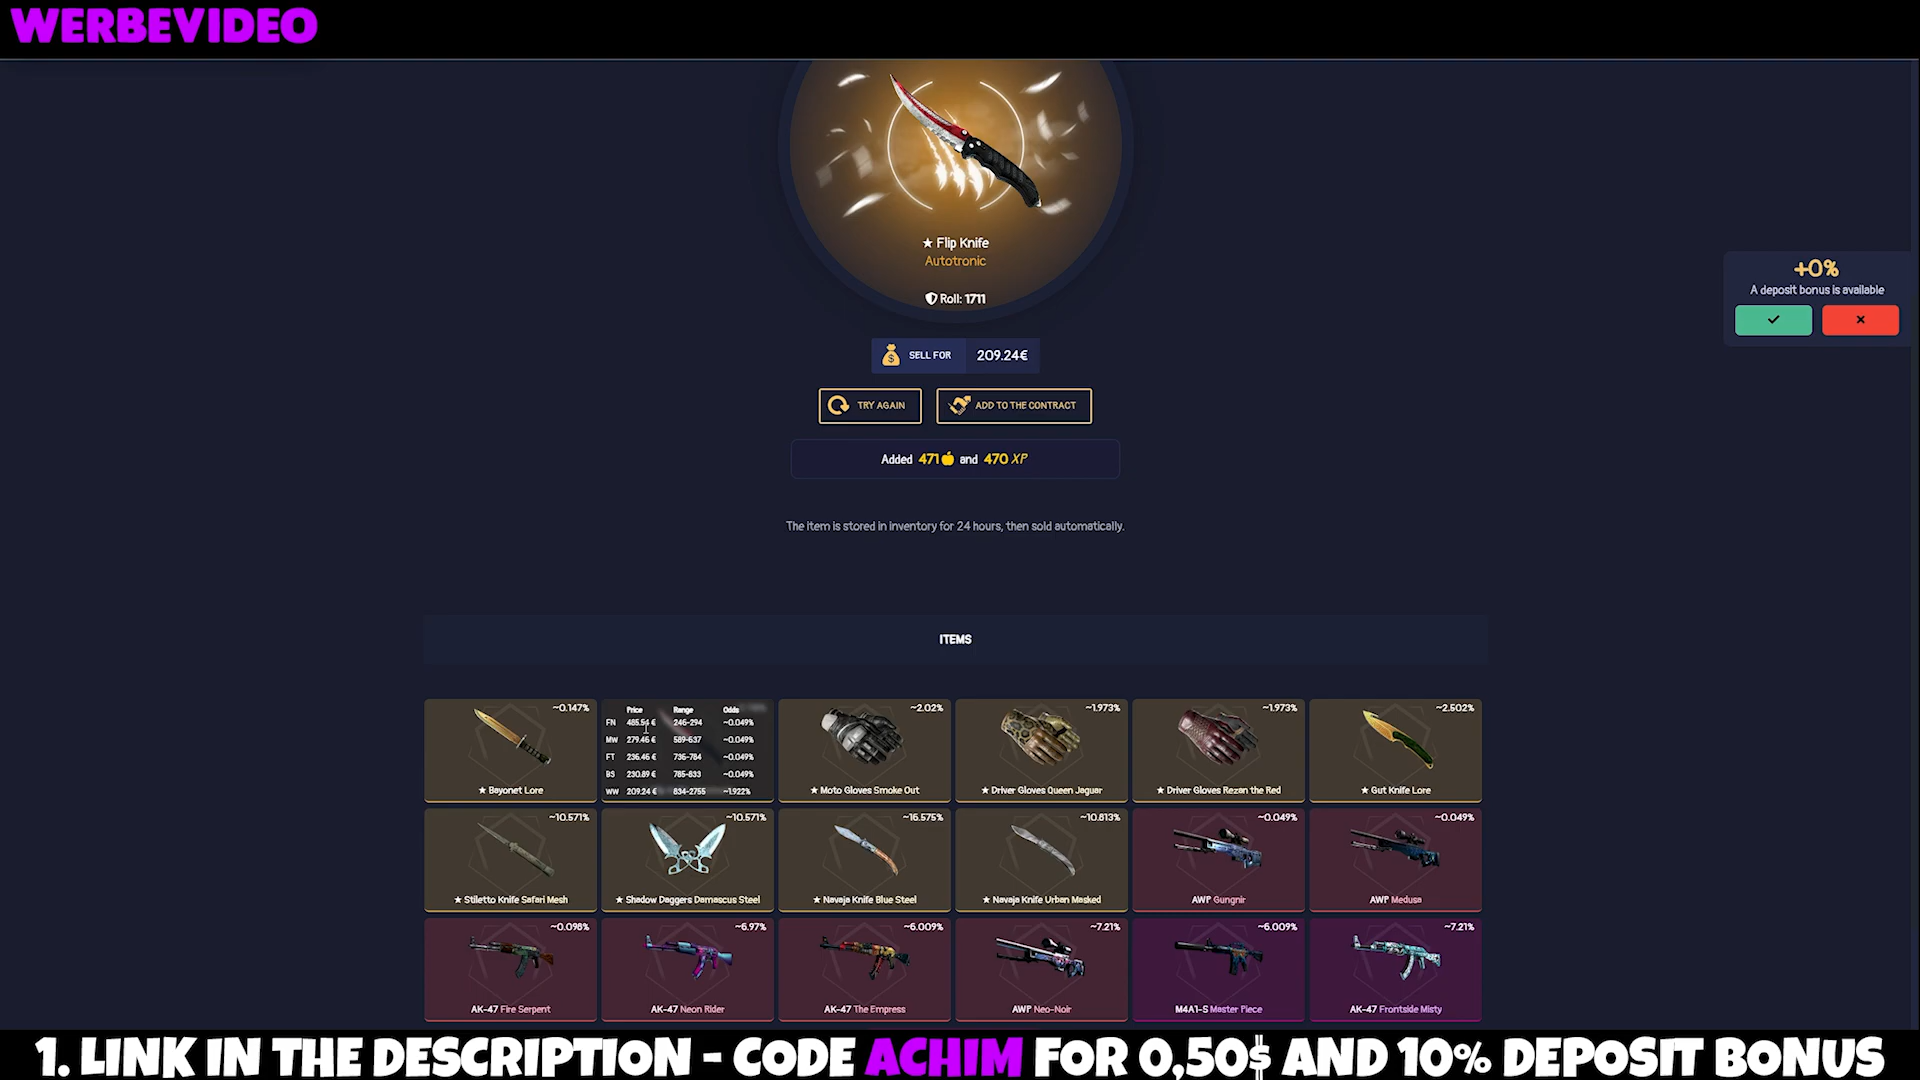 WERBEVIDEO
★ Flip Knife
Autotronic
Roll: 1711
+0%
A deposit bonus is available
SELL FOR 209.24€
TRY AGAIN
ADD TO THE CONTRACT
Added 471 and 470 XP
The item is stored in inventory for 24 hours, then sold automatically.
ITEMS
~0.147%
★ Bayonet Lore
Price Range Odds
FN 485.54 € 246-294 ~0.049%
MW 279.46 € 589-637 ~0.049%
FT 236.46 € 736-784 ~0.049%
BS 230.89 € 785-833 ~0.049%
WW 209.24 € 834-2755 ~1.922%
~2.02%
★ Moto Gloves Smoke Out
~1.973%
★ Driver Gloves Queen Jaguar
~1.973%
★ Driver Gloves Rezan the Red
~2.502%
★ Gut Knife Lore
~10.571%
★ Stiletto Knife Safari Mesh
~10.571%
★ Shadow Daggers Damascus Steel
~16.575%
★ Navaja Knife Blue Steel
~10.813%
★ Navaja Knife Urban Masked
~0.049%
AWP Gungnir
~0.049%
AWP Medusa
~0.098%
AK-47 Fire Serpent
~6.97%
AK-47 Neon Rider
~6.009%
AK-47 The Empress
~7.21%
AWP Neo-Noir
~6.009%
M4A1-S Master Piece
~7.21%
AK-47 Frontside Misty
1. LINK IN THE DESCRIPTION - CODE ACHIM FOR 0,50$ AND 10% DEPOSIT BONUS